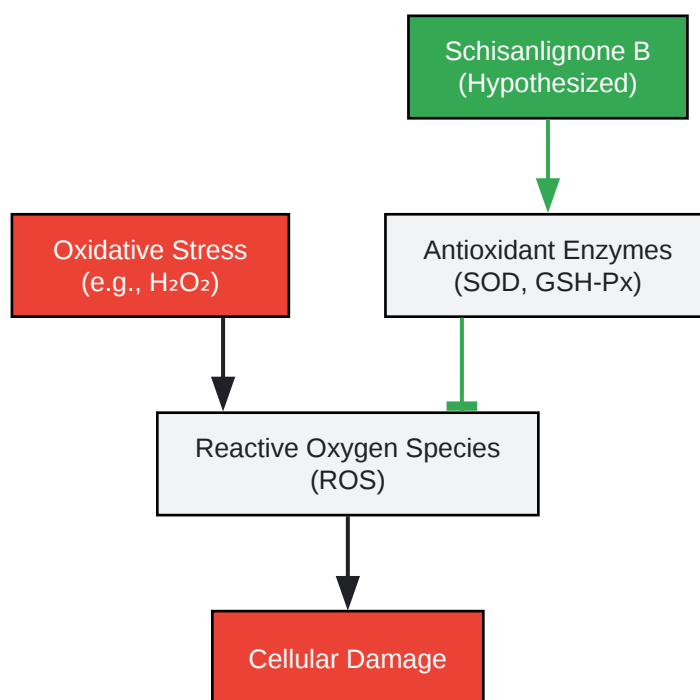 Schisanlignone B
(Hypothesized)
Oxidative Stress
(e.g., H₂O₂)
Antioxidant Enzymes
(SOD, GSH-Px)
Reactive Oxygen Species
(ROS)
Cellular Damage